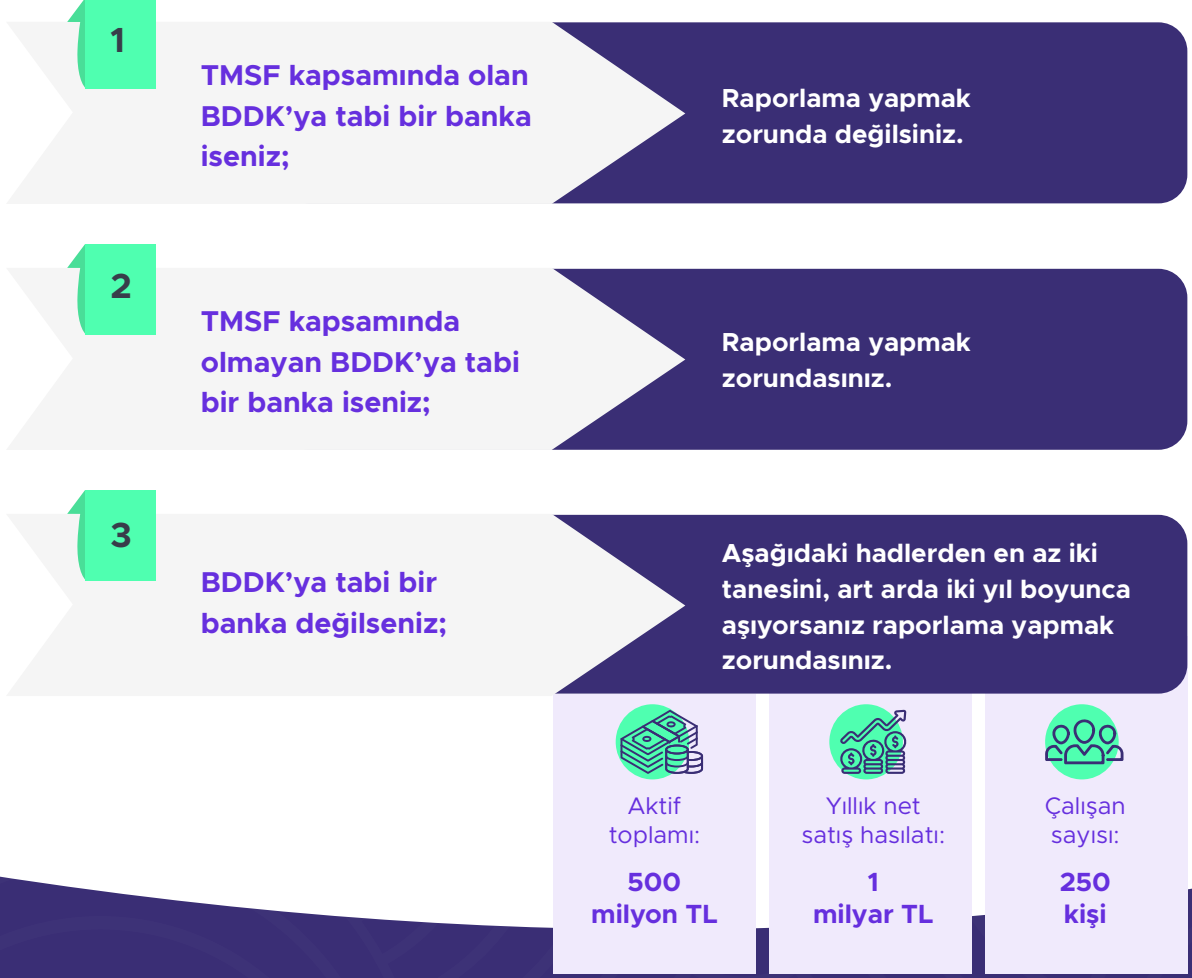 1
TMSF kapsamında olan
BDDK’ya tabi bir banka
iseniz;
Raporlama yapmak
zorunda değilsiniz.
2
TMSF kapsamında
olmayan BDDK’ya tabi
bir banka iseniz;
Raporlama yapmak
zorundasınız.
3
BDDK’ya tabi bir
banka değilseniz;
Aşağıdaki hadlerden en az iki
tanesini, art arda iki yıl boyunca
aşıyorsanız raporlama yapmak
zorundasınız.
Aktif
toplamı:
500
milyon TL
Yıllık net
satış hasılatı:
1
milyar TL
Çalışan
sayısı:
250
kişi